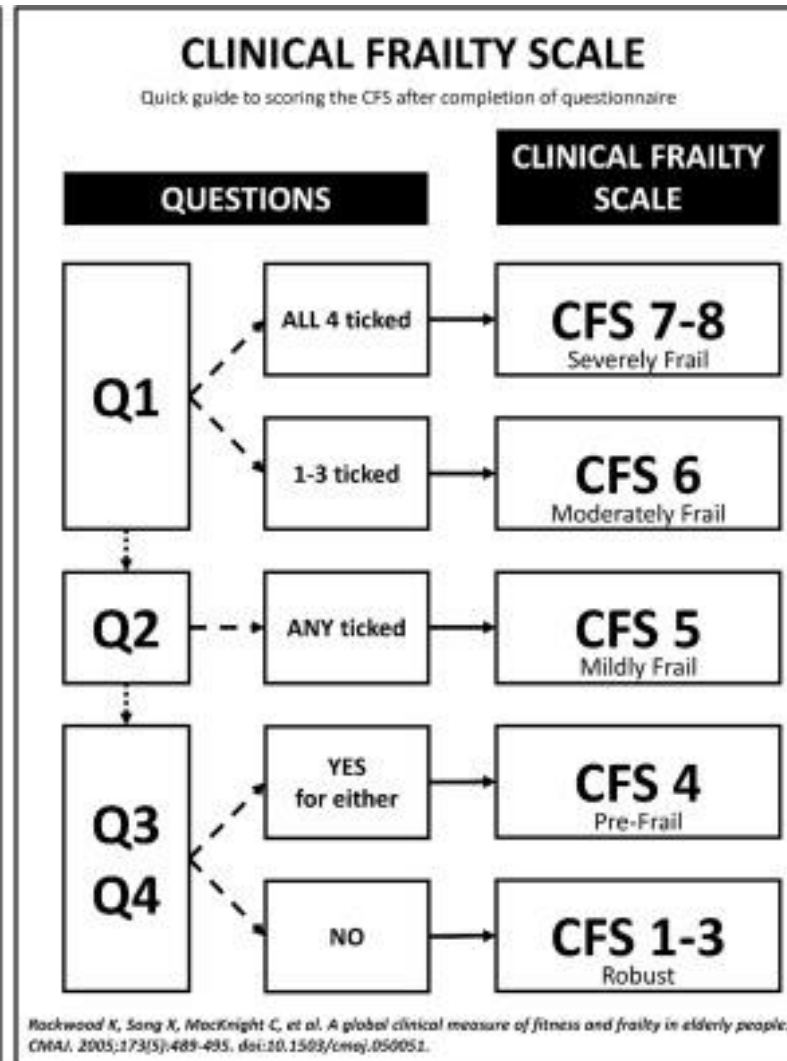 CLINICAL FRAILTY SCALE
Quick guide to scoring the CFS after completion of questionnaire
QUESTIONS
CLINICAL FRAILTY
SCALE
Q1
ALL 4 ticked
CFS 7-8
Severely Frail
1-3 ticked
CFS 6
Moderately Frail
Q2
ANY ticked
CFS 5
Mildly Frail
Q3
Q4
YES
for either
CFS 4
Pre-Frail
NO
CFS 1-3
Robust
Rockwood K, Song X, MacKnight C, et al. A global clinical measure of fitness and frailty in elderly people.
CMAJ. 2005;173(5):489-495. doi:10.1503/cmaj.050051.